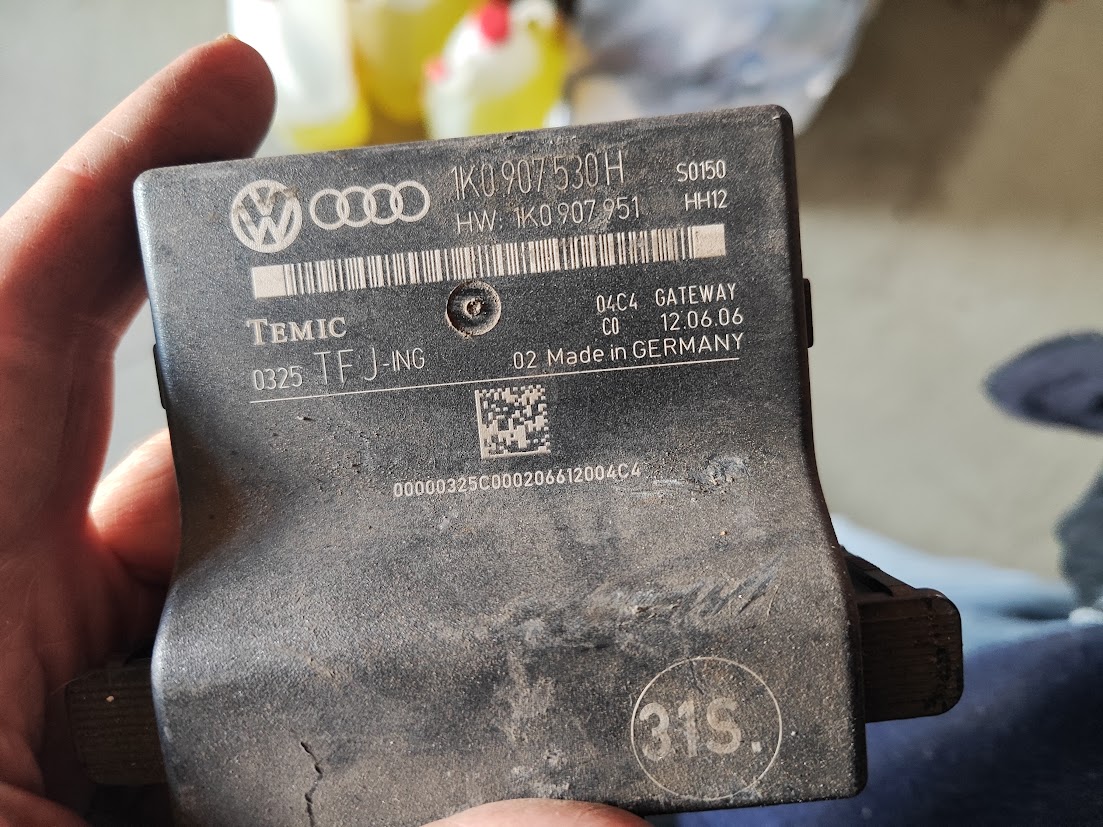 1K0 907 530 H S0150
HW: 1K0 907 951 HH12
04C4 GATEWAY
TEMIC C0 12.06.06
0325 TFJ-ING 02 Made in GERMANY
00000325C000206612004C4
31S.